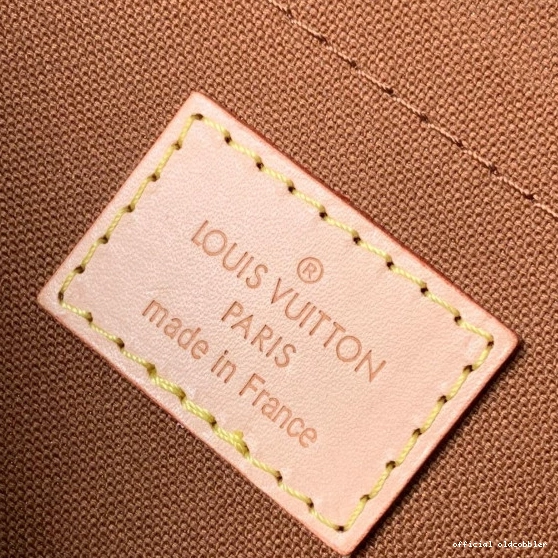 ®
LOUIS VUITTON
PARIS
made in France
official oldcobbler